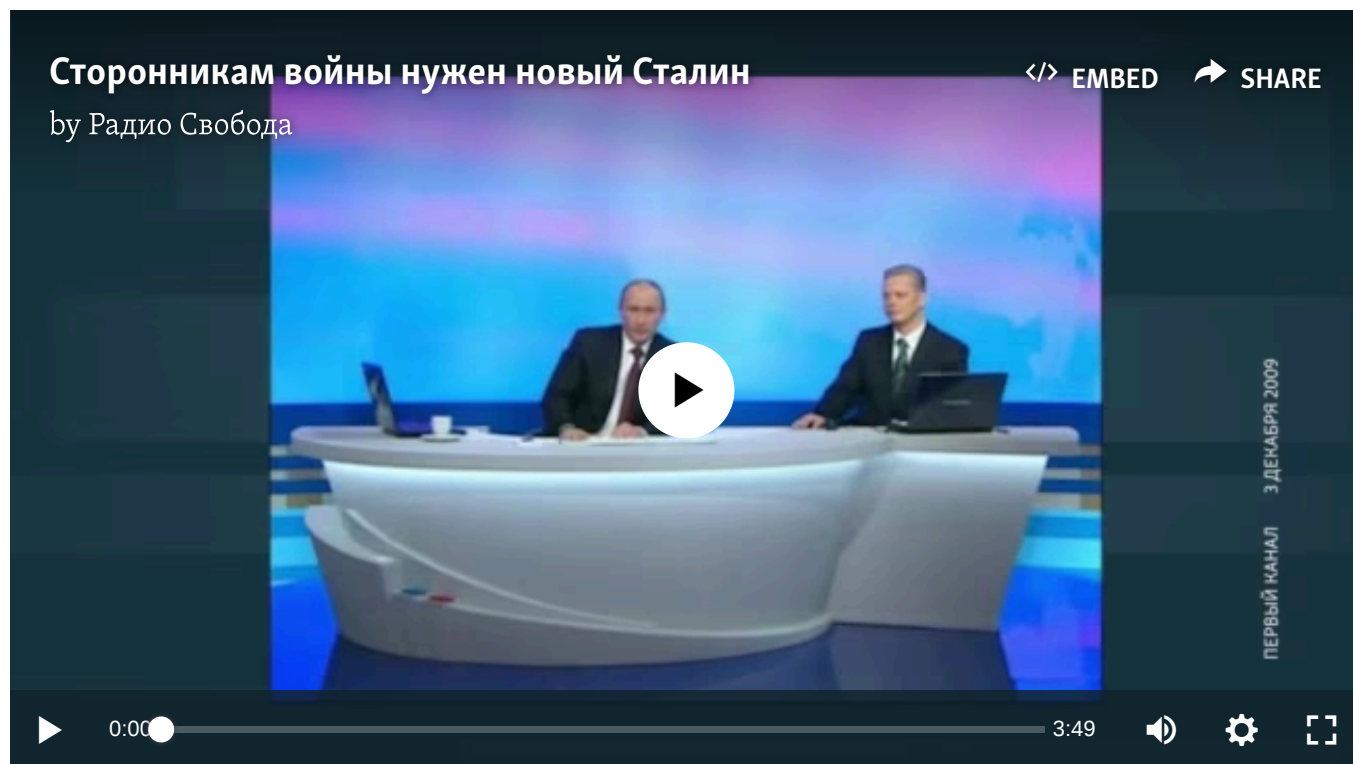 Сторонникам войны нужен новый Сталин
EMBED
SHARE
by Радио Свобода
ПЕРВЫЙ КАНАЛ 3 ДЕКАБРЯ 2009
0:00
3:49